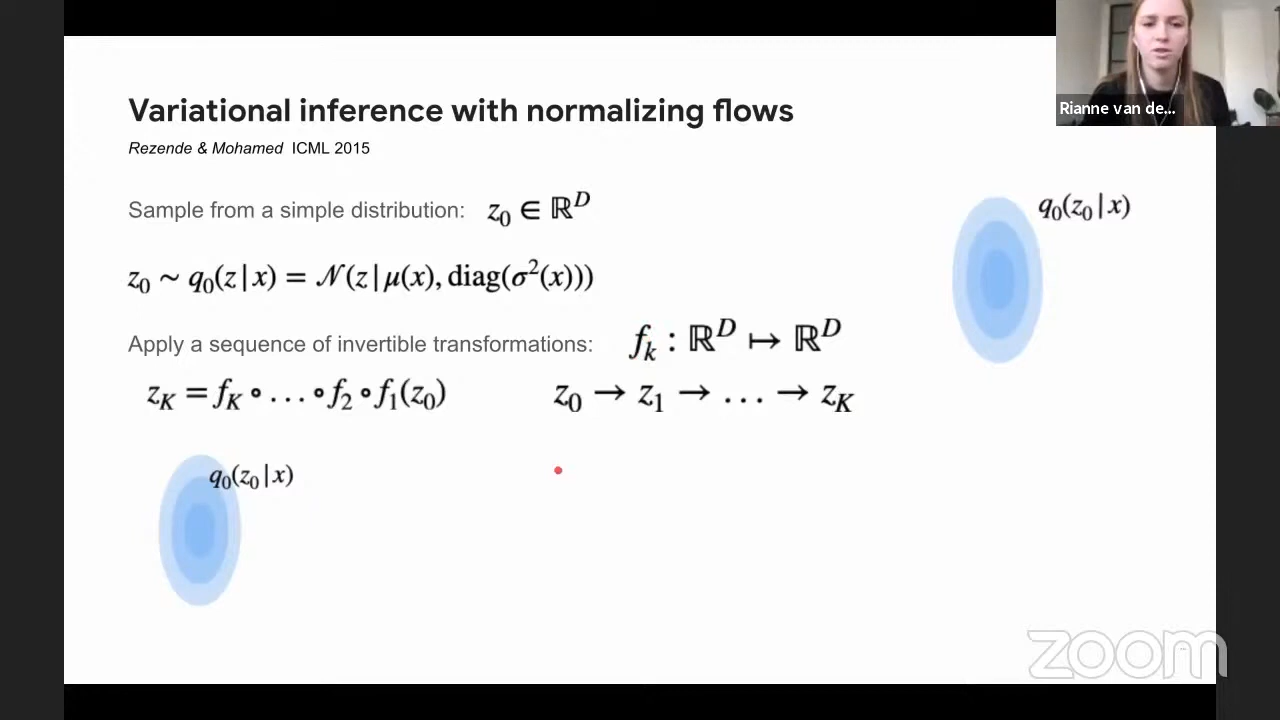 Variational inference with normalizing flows
Rezende & Mohamed ICML 2015
Rianne van de...
Sample from a simple distribution: z₀ ∈ ℝᴰ
q₀(z₀|x)
z₀ ~ q₀(z|x) = 𝒩(z|μ(x), diag(σ²(x)))
Apply a sequence of invertible transformations: fₖ : ℝᴰ ↦ ℝᴰ
z_K = f_K ∘ … ∘ f₂ ∘ f₁(z₀) z₀ → z₁ → … → z_K
q₀(z₀|x)
zoom